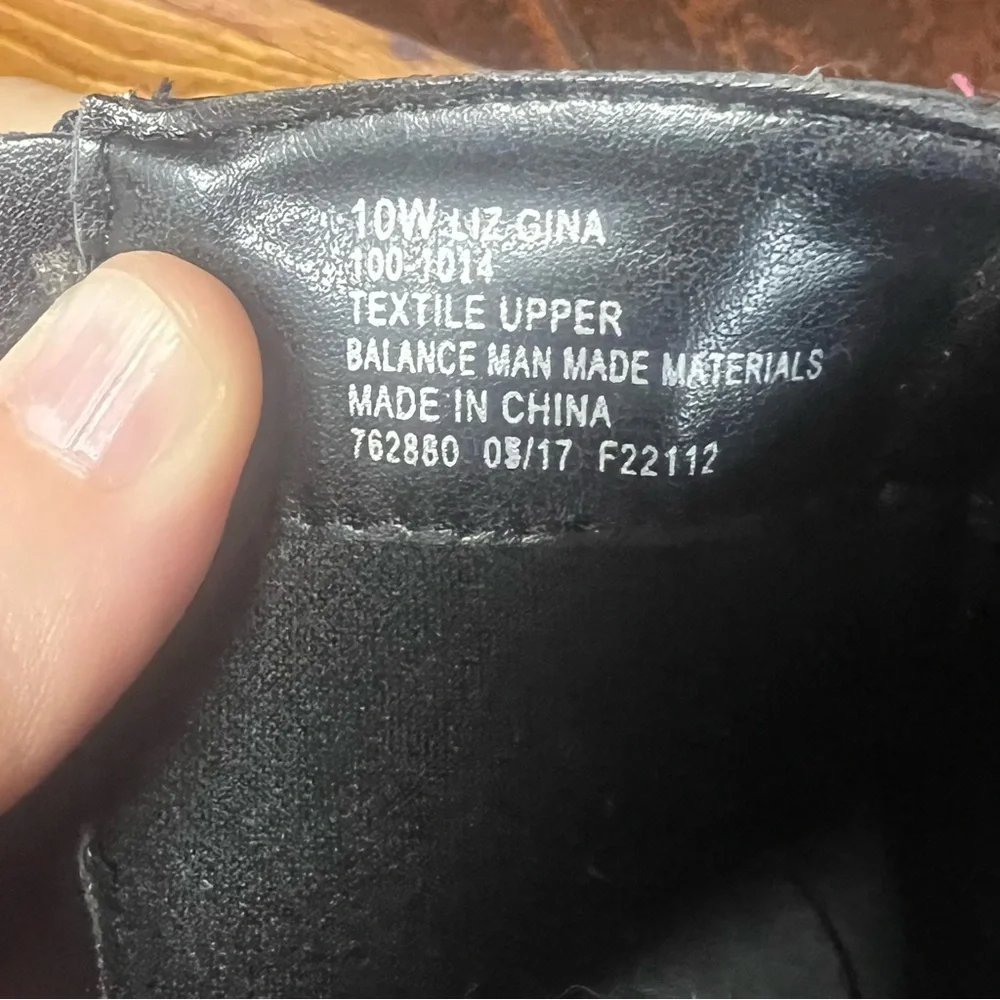 10W LIZ GINA
100-1014
TEXTILE UPPER
BALANCE MAN MADE MATERIALS
MADE IN CHINA
762880 05/17 F22112